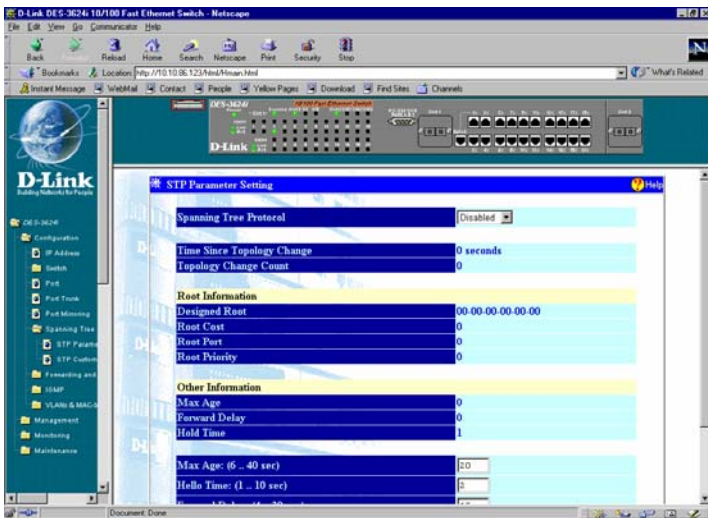 D-Link DES-3624i 10/100 Fast Ethernet Switch - Netscape
File Edit View Go Communicator Help
Back Reload Home Search Netscape Print Security Stop
Bookmarks Location: http://10.10.86.123/html/Hmain.html What's Related
Instant Message WebMail Contact People Yellow Pages Download Find Sites Channels
DES-3624i 10/100 Fast Ethernet Switch
D-Link
D-Link
Building Networks for People
DES-3624i
Configuration
IP Address
Switch
Port
Port Trunk
Port Mirroring
Spanning Tree
STP Parame
STP Custom
Forwarding and
IGMP
VLANs & MAC-b
Management
Monitoring
Maintenance
STP Parameter Setting Help
Spanning Tree Protocol Disabled
Time Since Topology Change 0 seconds
Topology Change Count 0
Root Information
Designed Root 00-00-00-00-00-00
Root Cost 0
Root Port 0
Root Priority 0
Other Information
Max Age 0
Forward Delay 0
Hold Time 1
Max Age: (6 .. 40 sec) 20
Hello Time: (1 .. 10 sec) 2
Document: Done